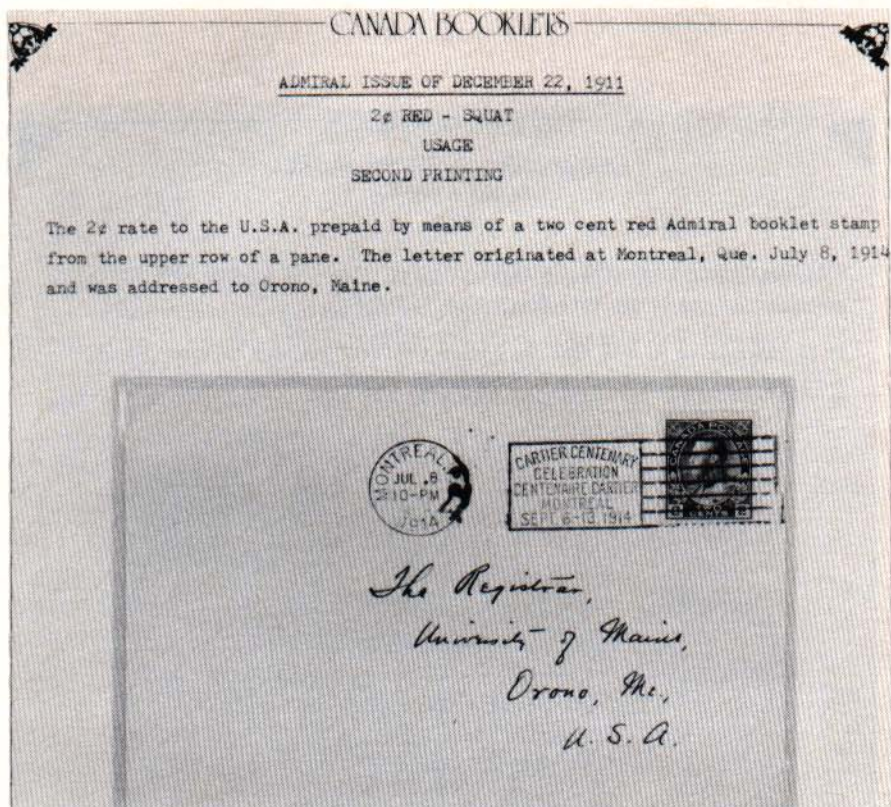 CANADA BOOKLETS
ADMIRAL ISSUE OF DECEMBER 22, 1911
2¢ RED - SQUAT
USAGE
SECOND PRINTING
The 2¢ rate to the U.S.A. prepaid by means of a two cent red Admiral booklet stamp
from the upper row of a pane. The letter originated at Montreal, Que. July 8, 1914
and was addressed to Orono, Maine.
MONTREAL
JUL 8
10-PM
1914
CARTIER CENTENARY
CELEBRATION
CENTENAIRE CARTIER
MONTREAL
SEPT. 6-13, 1914
CANADA POSTAGE
CENTS
The Registrar,
University of Maine,
Orono, Me.,
U. S. A.